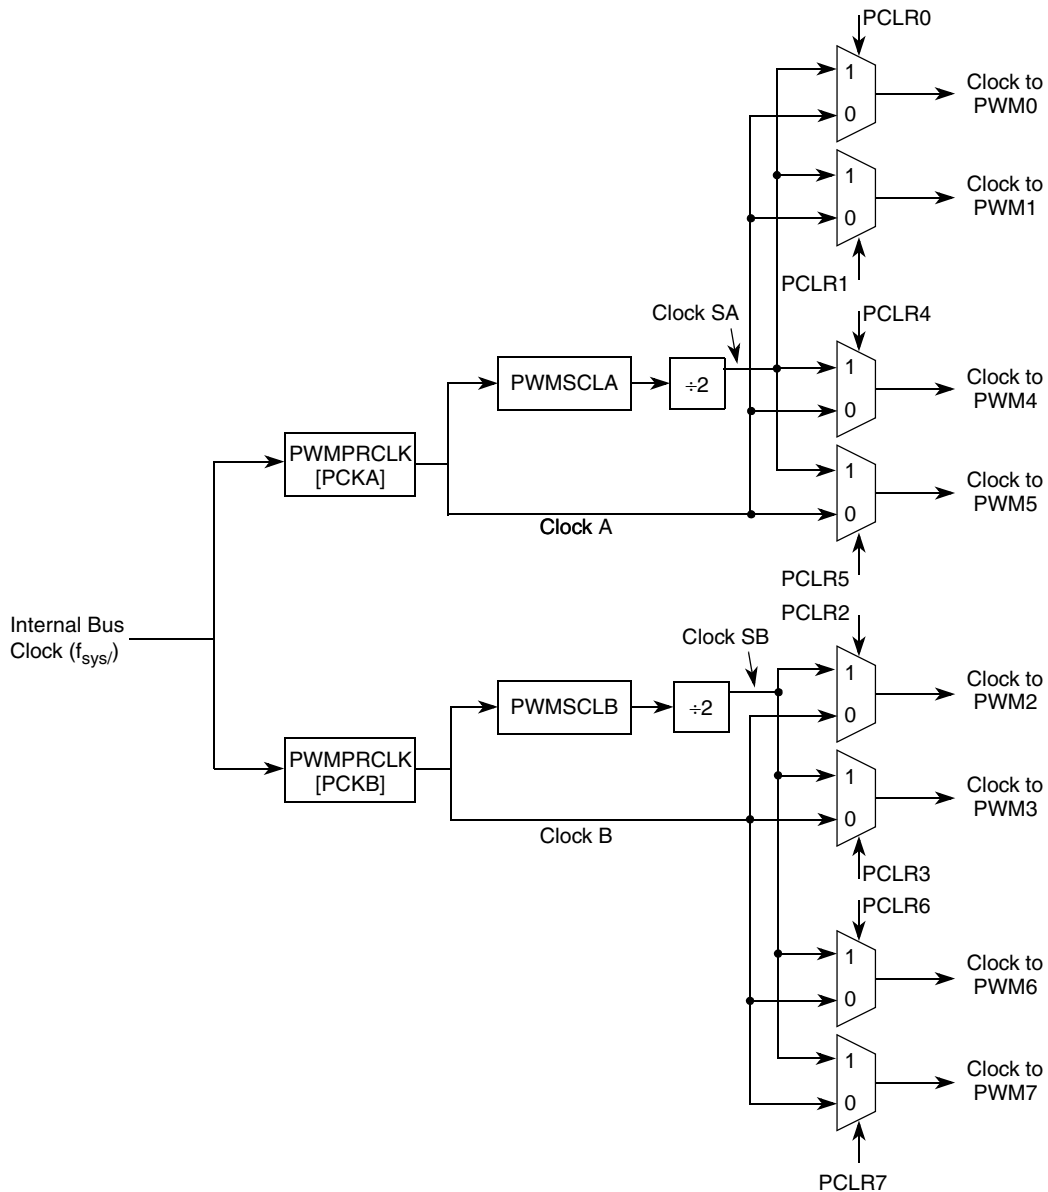 PCLR0
1
0
Clock to
PWM0
1
0
Clock to
PWM1
PCLR1
Clock SA
PCLR4
PWMSCLA
÷2
1
0
Clock to
PWM4
PWMPRCLK
[PCKA]
1
0
Clock to
PWM5
Clock A
PCLR5
Internal Bus
Clock (fsys/)
PCLR2
Clock SB
PWMSCLB
÷2
1
0
Clock to
PWM2
PWMPRCLK
[PCKB]
1
0
Clock to
PWM3
Clock B
PCLR3
PCLR6
1
0
Clock to
PWM6
1
0
Clock to
PWM7
PCLR7